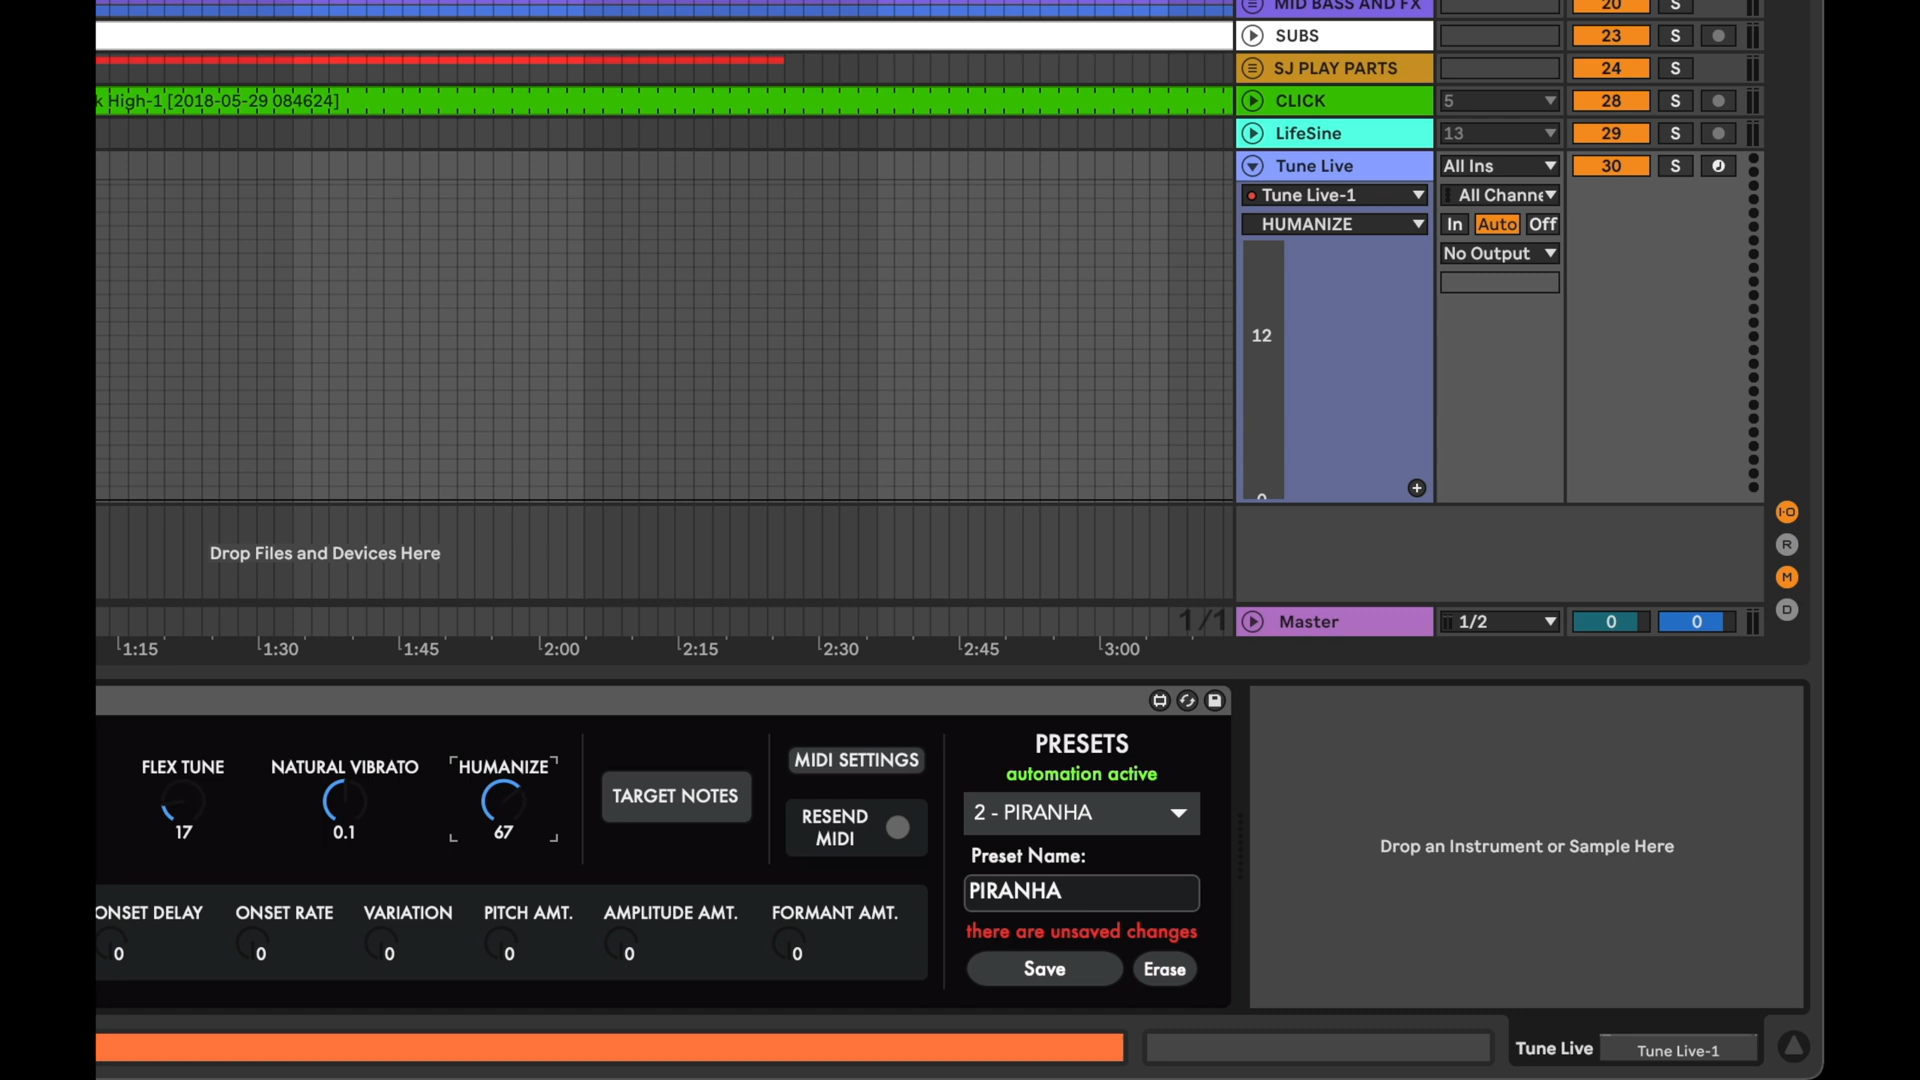 MID BASS AND FX 20 S
SUBS 23 S
SJ PLAY PARTS 24 S
k High-1 [2018-05-29 084624] CLICK 5 28 S
LifeSine 13 29 S
Tune Live All Ins 30 S
Tune Live-1 All Channe
HUMANIZE In Auto Off
No Output
12
0
I·O
R
M
D
Drop Files and Devices Here
1/1 Master 1/2 0 0
1:15 1:30 1:45 2:00 2:15 2:30 2:45 3:00
FLEX TUNE NATURAL VIBRATO HUMANIZE
17 0.1 67
TARGET NOTES
MIDI SETTINGS
RESEND
MIDI
PRESETS
automation active
2 - PIRANHA
Preset Name:
PIRANHA
there are unsaved changes
Save Erase
ONSET DELAY ONSET RATE VARIATION PITCH AMT. AMPLITUDE AMT. FORMANT AMT.
0 0 0 0 0 0
Drop an Instrument or Sample Here
Tune Live Tune Live-1